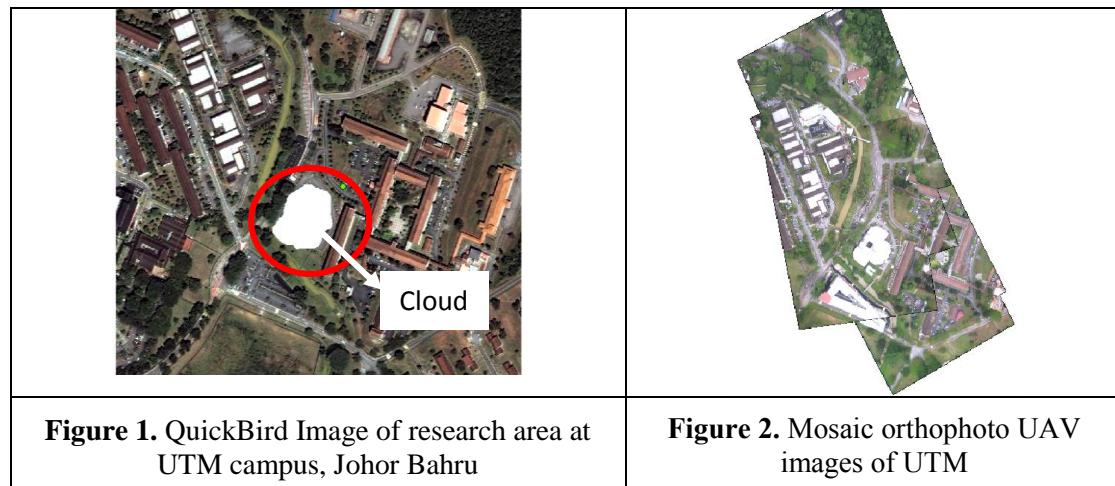 Cloud
Figure 1. QuickBird Image of research area at
UTM campus, Johor Bahru
Figure 2. Mosaic orthophoto UAV
images of UTM